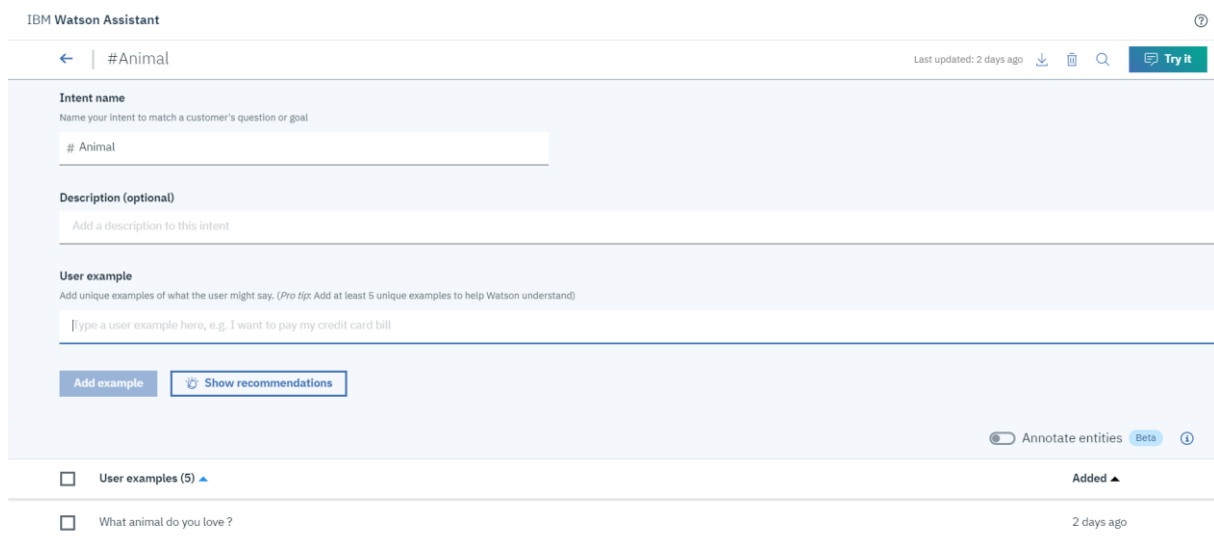 IBM Watson Assistant
#Animal
Last updated: 2 days ago
Try it
Intent name
Name your intent to match a customer's question or goal
# Animal
Description (optional)
Add a description to this intent
User example
Add unique examples of what the user might say. (Pro tip: Add at least 5 unique examples to help Watson understand)
Type a user example here, e.g. I want to pay my credit card bill
Add example
Show recommendations
Annotate entities Beta
User examples (5) Added
What animal do you love ? 2 days ago